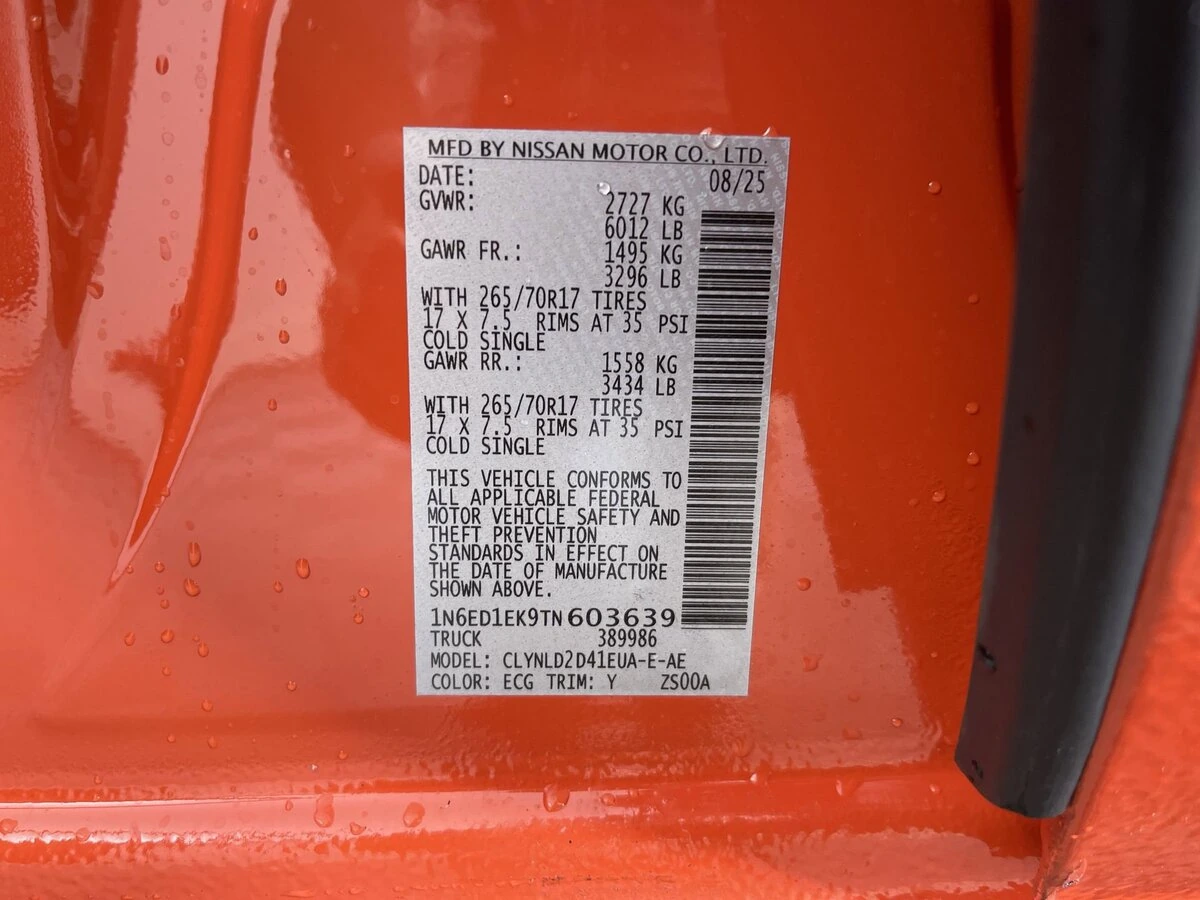 MFD BY NISSAN MOTOR CO., LTD.
DATE: 08/25
GVWR: 2727 KG
6012 LB
GAWR FR.: 1495 KG
3296 LB
WITH 265/70R17 TIRES
17 X 7.5 RIMS AT 35 PSI
COLD SINGLE
GAWR RR.: 1558 KG
3434 LB
WITH 265/70R17 TIRES
17 X 7.5 RIMS AT 35 PSI
COLD SINGLE
THIS VEHICLE CONFORMS TO
ALL APPLICABLE FEDERAL
MOTOR VEHICLE SAFETY AND
THEFT PREVENTION
STANDARDS IN EFFECT ON
THE DATE OF MANUFACTURE
SHOWN ABOVE.
1N6ED1EK9TN603639
TRUCK 389986
MODEL: CLYNLD2D41EUA-E-AE
COLOR: ECG TRIM: Y ZS00A